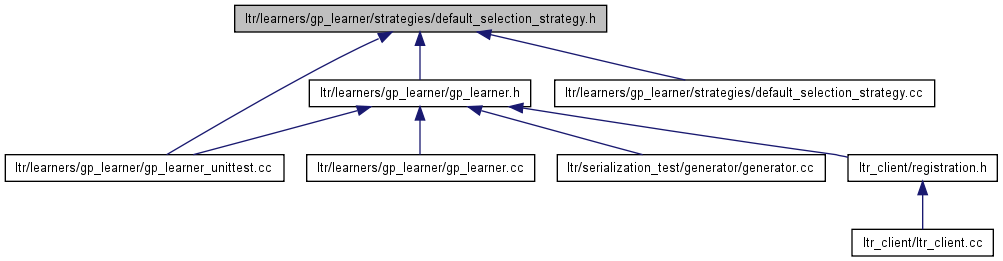 ltr/learners/gp_learner/strategies/default_selection_strategy.h
ltr/learners/gp_learner/gp_learner.h
ltr/learners/gp_learner/strategies/default_selection_strategy.cc
ltr/learners/gp_learner/gp_learner_unittest.cc
ltr/learners/gp_learner/gp_learner.cc
ltr/serialization_test/generator/generator.cc
ltr_client/registration.h
ltr_client/ltr_client.cc